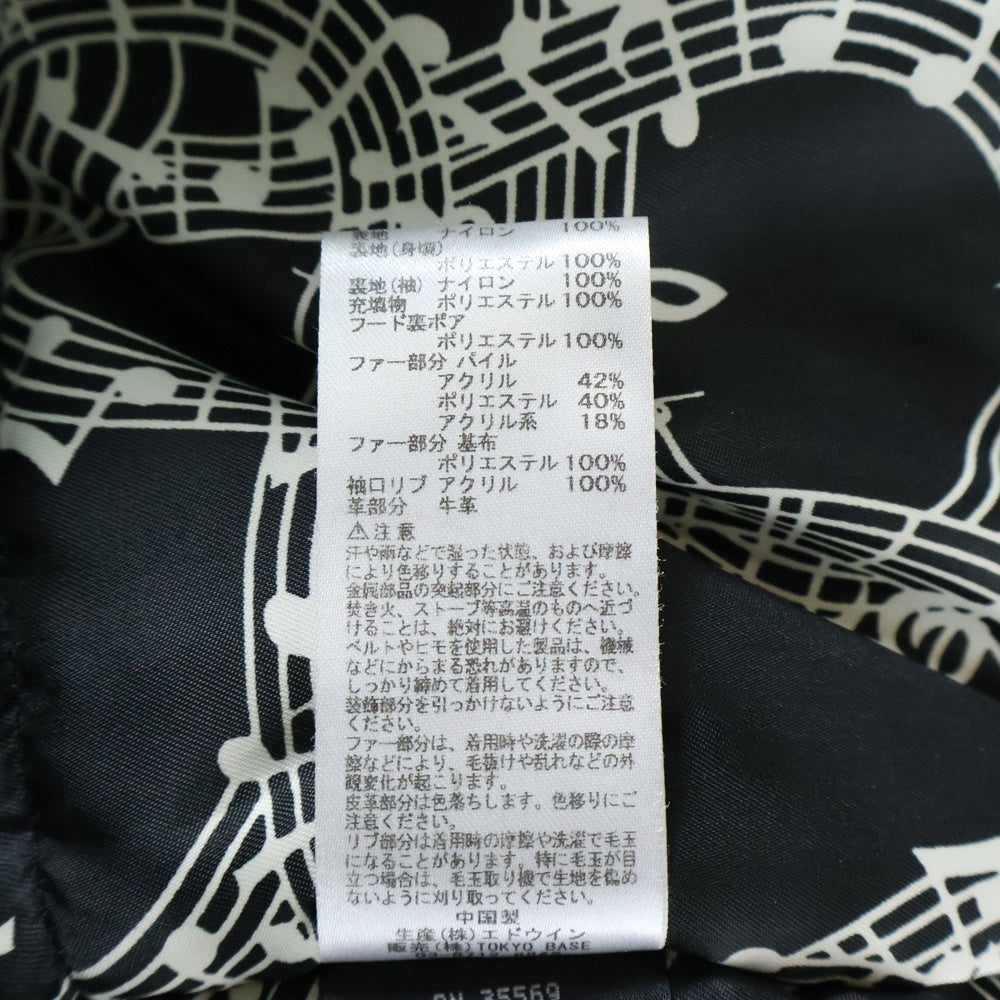 表地 ナイロン 100%
裏地(身頃)
ポリエステル 100%
裏地(袖) ナイロン 100%
充填物 ポリエステル 100%
フード裏ボア
ポリエステル 100%
ファー部分 パイル
アクリル 42%
ポリエステル 40%
アクリル系 18%
ファー部分 基布
ポリエステル 100%
袖口リブ アクリル 100%
革部分 牛革
⚠注意
汗や雨などで湿った状態、および摩擦
により色移りすることがあります。
金属部品の突起部分にご注意ください。
焚き火、ストーブ等高温のものへ近づ
けることは、絶対にお避けください。
ベルトやヒモを使用した製品は、機械
などにからまる恐れがありますので、
しっかり締めて着用してください。
装飾部分を引っかけないようにご注意
ください。
ファー部分は、着用時や洗濯の際の摩
擦などにより、毛抜けや乱れなどの外
観変化が起こります。
皮革部分は色落ちします。色移りにご
注意ください。
リブ部分は着用時の摩擦や洗濯で毛玉
になることがあります。特に毛玉が目
立つ場合は、毛玉取り機で生地を傷め
ないように刈り取ってください。
中国製
生産(株)エドウイン
販売(株)TOKYO BASE
RN 35569